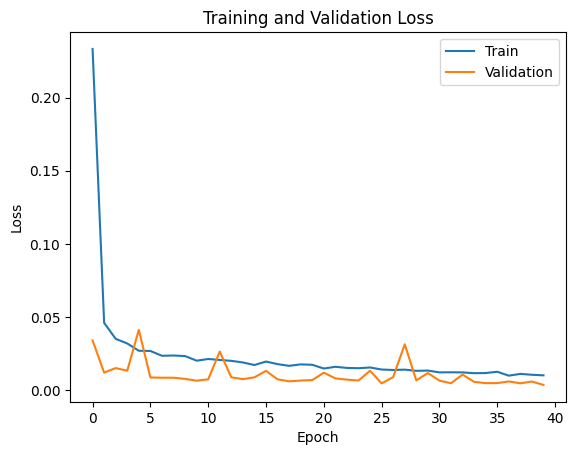 Training and Validation Loss
Train
Validation
0.20
0.15
0.10
0.05
0.00
Loss
0 5 10 15 20 25 30 35 40
Epoch